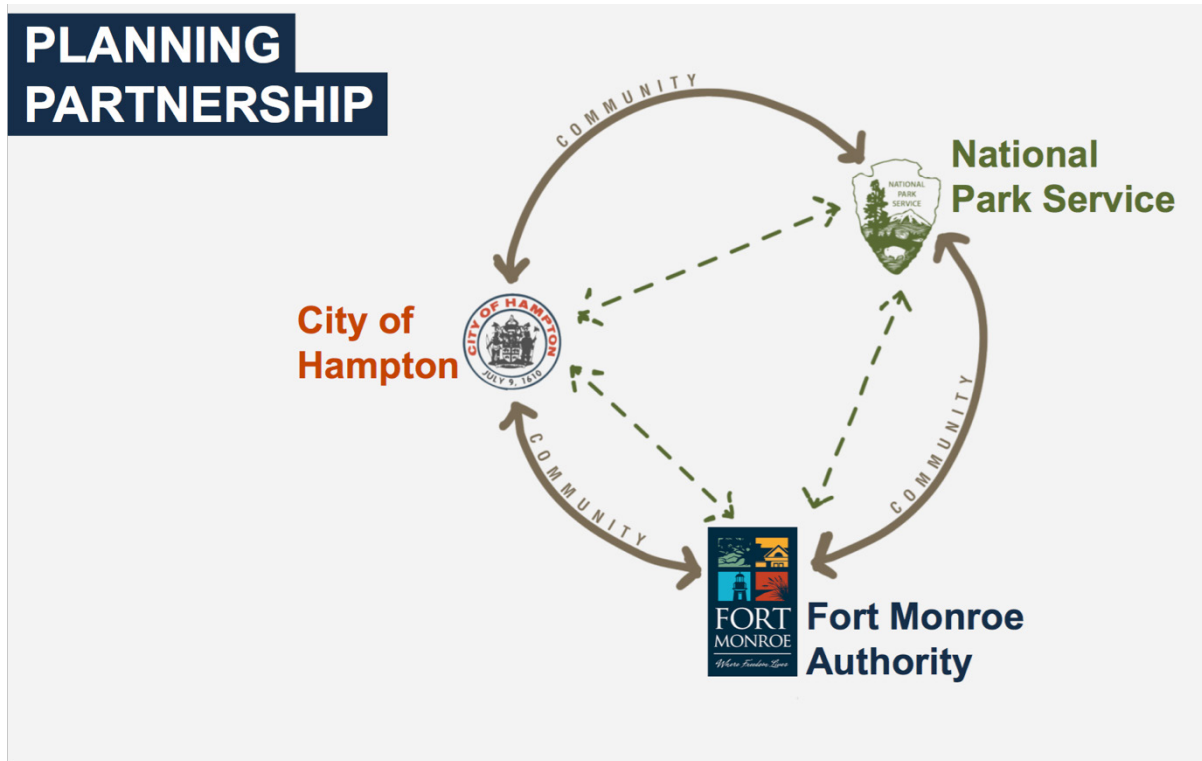 PLANNING
PARTNERSHIP
COMMUNITY
National
Park Service
NATIONAL
PARK
SERVICE
City of
Hampton
CITY OF HAMPTON
JULY 9, 1610
COMMUNITY
COMMUNITY
FORT
MONROE
Where Freedom Lives
Fort Monroe
Authority